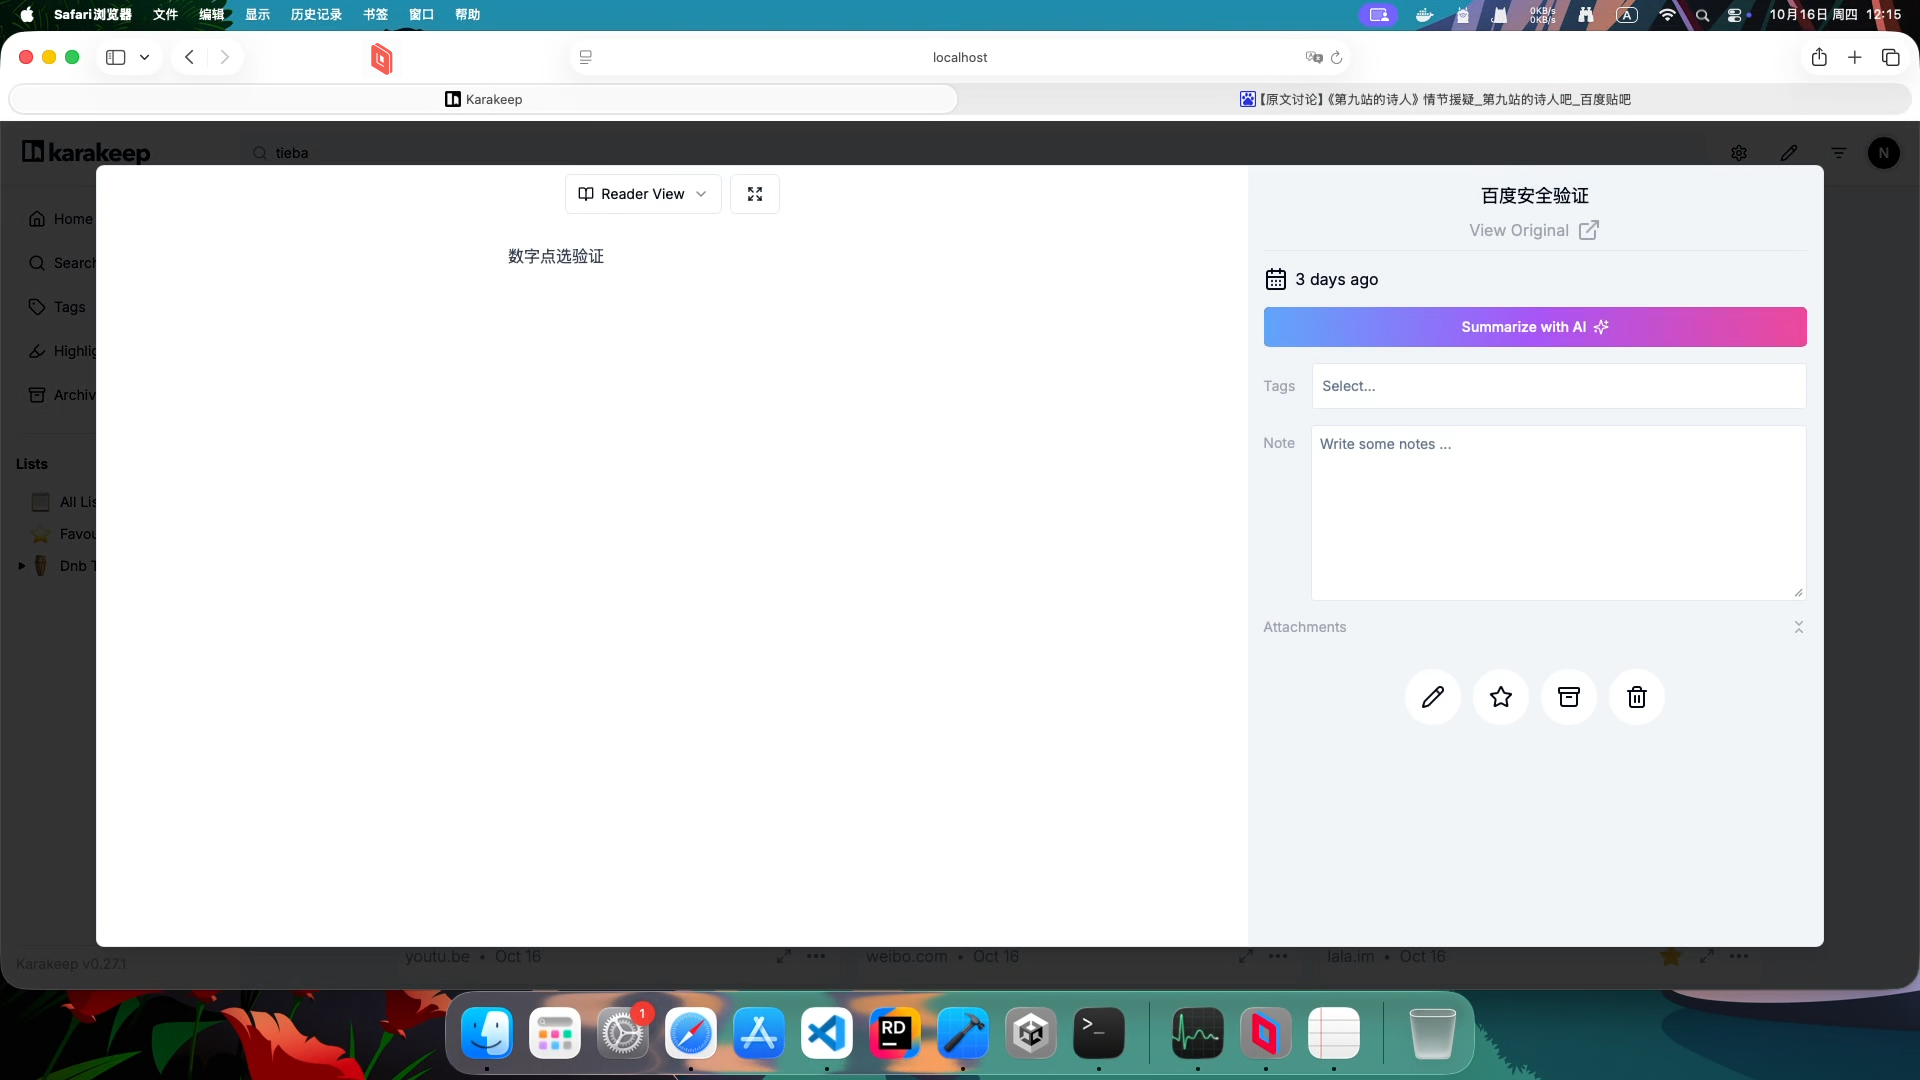 Safari浏览器 文件 编辑 显示 历史记录 书签 窗口 帮助 0KB/s 0KB/s A 10月16日 周四 12:15
localhost
Karakeep 【原文讨论】《第九站的诗人》情节援疑_第九站的诗人吧_百度贴吧
karakeep tieba N
Reader View
百度安全验证
View Original
数字点选验证
Home
Search
Tags
Highlig
Archiv
Lists
All Lis
Favou
Dnb T
3 days ago
Summarize with AI
Tags Select...
Note Write some notes ...
Attachments
youtu.be • Oct 16 weibo.com • Oct 16 lala.im • Oct 16
Karakeep v0.27.1
1
RD
>_